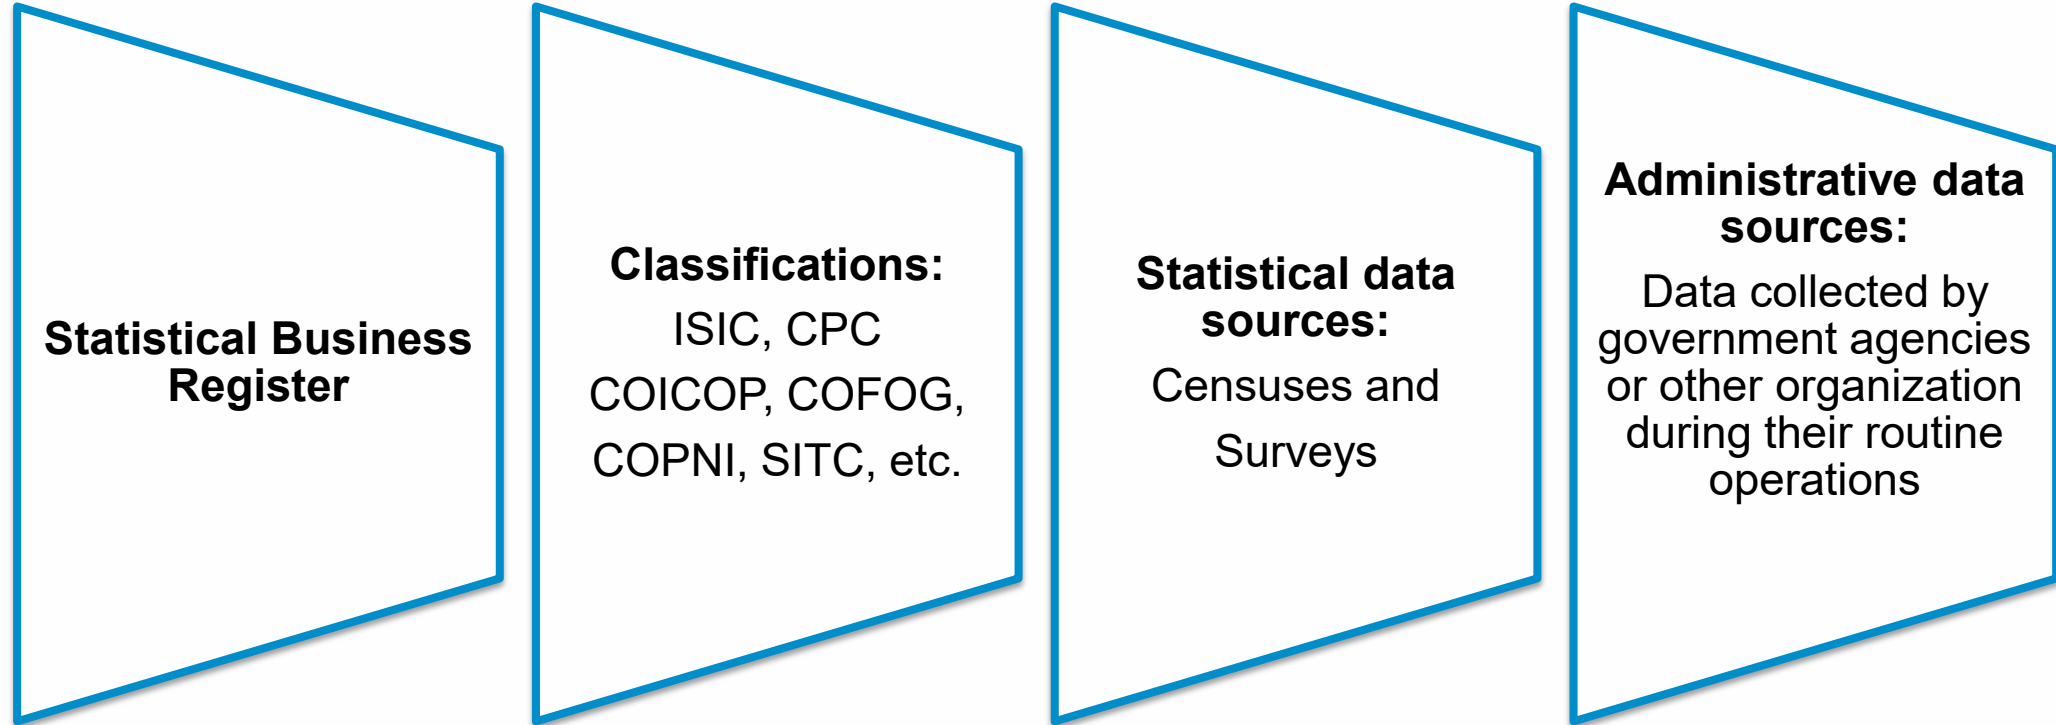 Statistical Business
Register
Classifications:
ISIC, CPC
COICOP, COFOG,
COPNI, SITC, etc.
Statistical data
sources:
Censuses and
Surveys
Administrative data
sources:
Data collected by
government agencies
or other organization
during their routine
operations